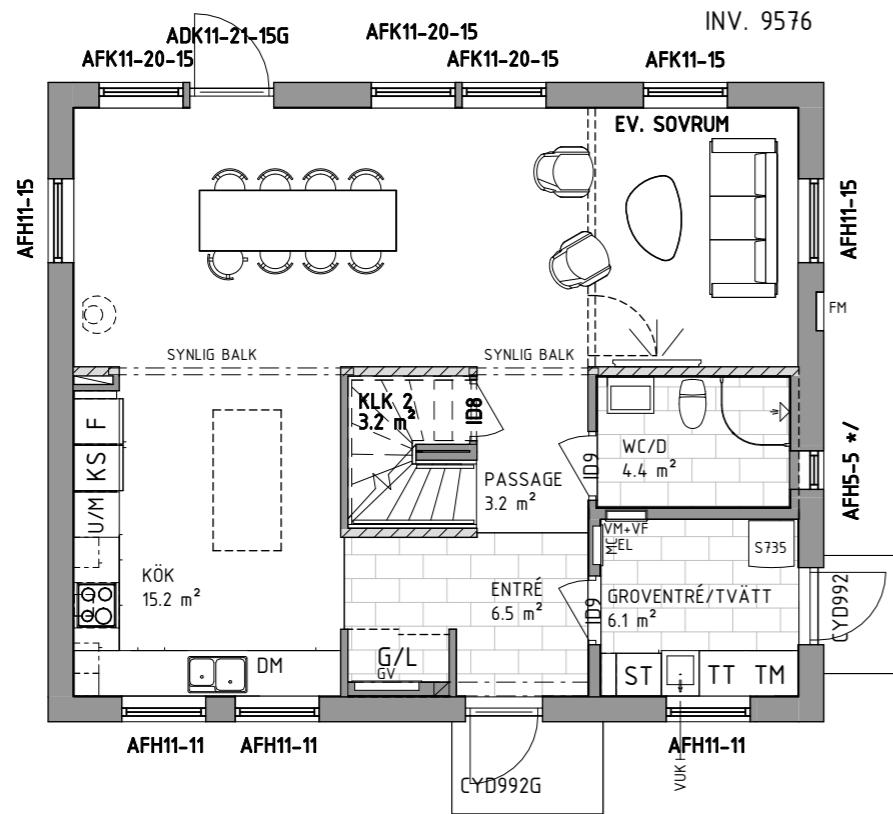 INV. 9576
ADK11-21-15G
AFK11-20-15
AFK11-20-15
AFK11-20-15
AFK11-15
EV. SOVRUM
AFH11-15
AFH11-15
FM
SYNLIG BALK
SYNLIG BALK
KLK 2
3.2 m²
ID8
F
KS
U/M
WC/D
4.4 m²
ID9
AFH5-5 */
PASSAGE
3.2 m²
VM+VF
EL
MC
S735
KÖK
15.2 m²
ENTRÉ
6.5 m²
ID9
GROVENTRÉ/TVÄTT
6.1 m²
CYD992
G/L
GV
DM
ST
TT
TM
AFH11-11
AFH11-11
AFH11-11
VUK
CYD992G